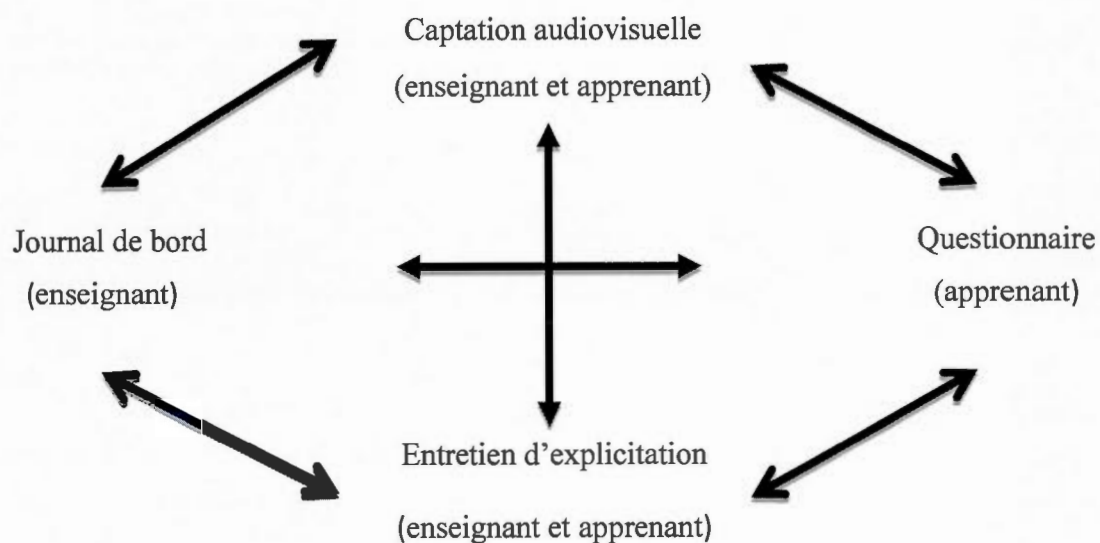 Captation audiovisuelle
(enseignant et apprenant)
Journal de bord
(enseignant)
Questionnaire
(apprenant)
Entretien d’explicitation
(enseignant et apprenant)